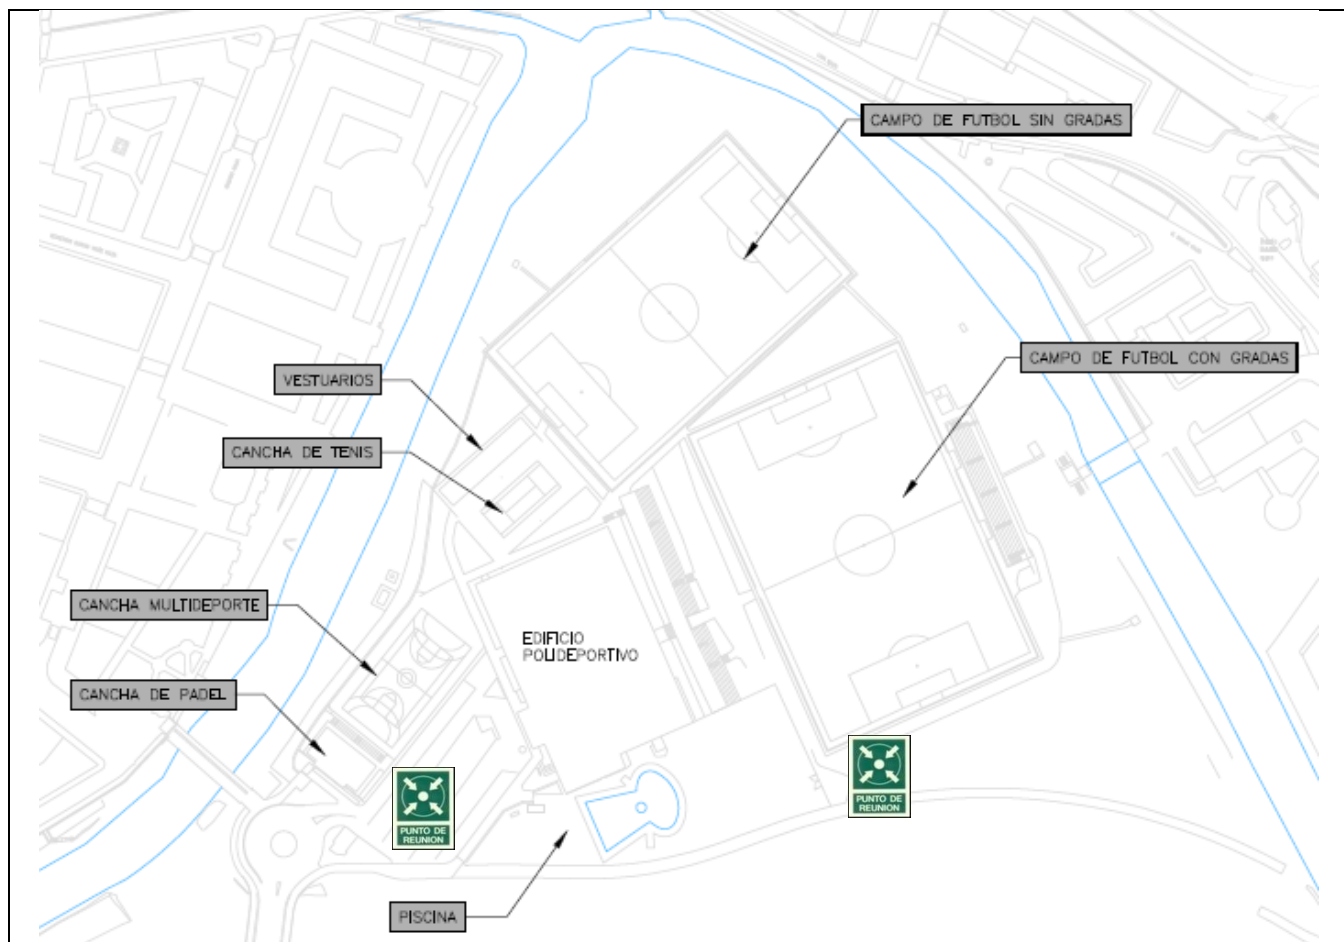 CAMPO DE FUTBOL SIN GRADAS
CAMPO DE FUTBOL CON GRADAS
VESTUARIOS
CANCHA DE TENIS
CANCHA MULTIDEPORTE
EDIFICIO
POLIDEPORTIVO
CANCHA DE PADEL
PUNTO DE
REUNION
PUNTO DE
REUNION
PISCINA